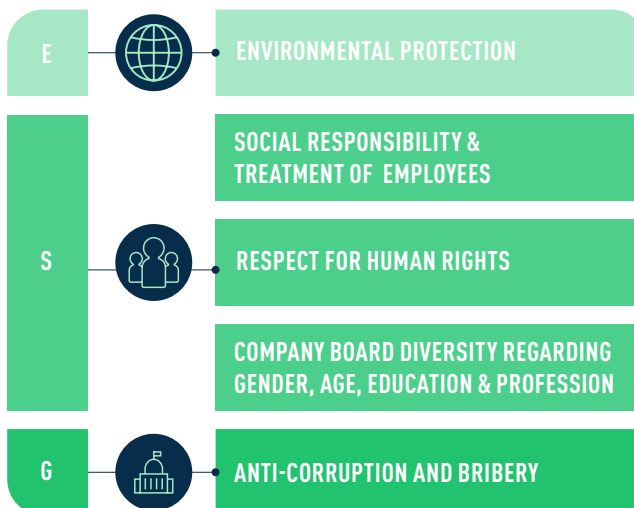 E
ENVIRONMENTAL PROTECTION
SOCIAL RESPONSIBILITY &
TREATMENT OF EMPLOYEES
S
RESPECT FOR HUMAN RIGHTS
COMPANY BOARD DIVERSITY REGARDING
GENDER, AGE, EDUCATION & PROFESSION
G
ANTI-CORRUPTION AND BRIBERY